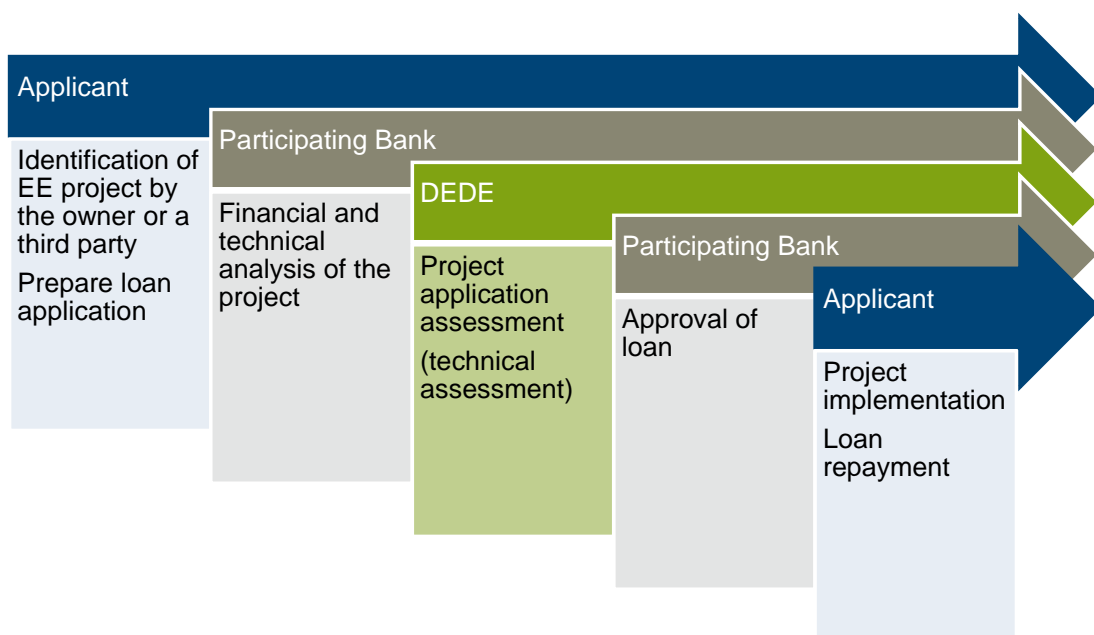 Applicant
Identification of
EE project by
the owner or a
third party
Prepare loan
application
Participating Bank
Financial and
technical
analysis of the
project
DEDE
Project
application
assessment
(technical
assessment)
Participating Bank
Approval of
loan
Applicant
Project
implementation
Loan
repayment